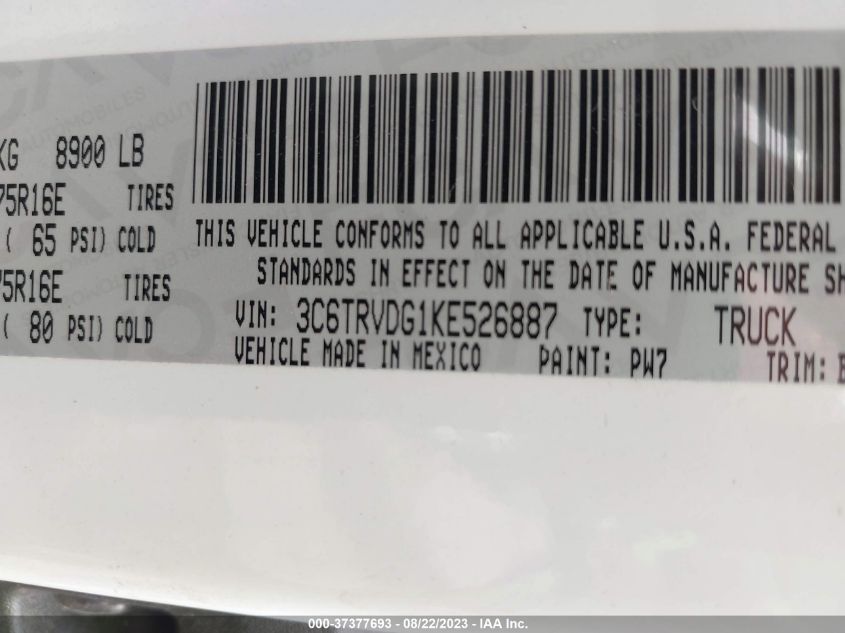 KG 8900 LB
75R16E TIRES
( 65 PSI) COLD
75R16E TIRES
( 80 PSI) COLD
THIS VEHICLE CONFORMS TO ALL APPLICABLE U.S.A. FEDERAL
STANDARDS IN EFFECT ON THE DATE OF MANUFACTURE SH
VIN: 3C6TRVDG1KE526887 TYPE: TRUCK
VEHICLE MADE IN MEXICO PAINT: PW7 TRIM:
000-37377693 - 08/22/2023 - IAA Inc.